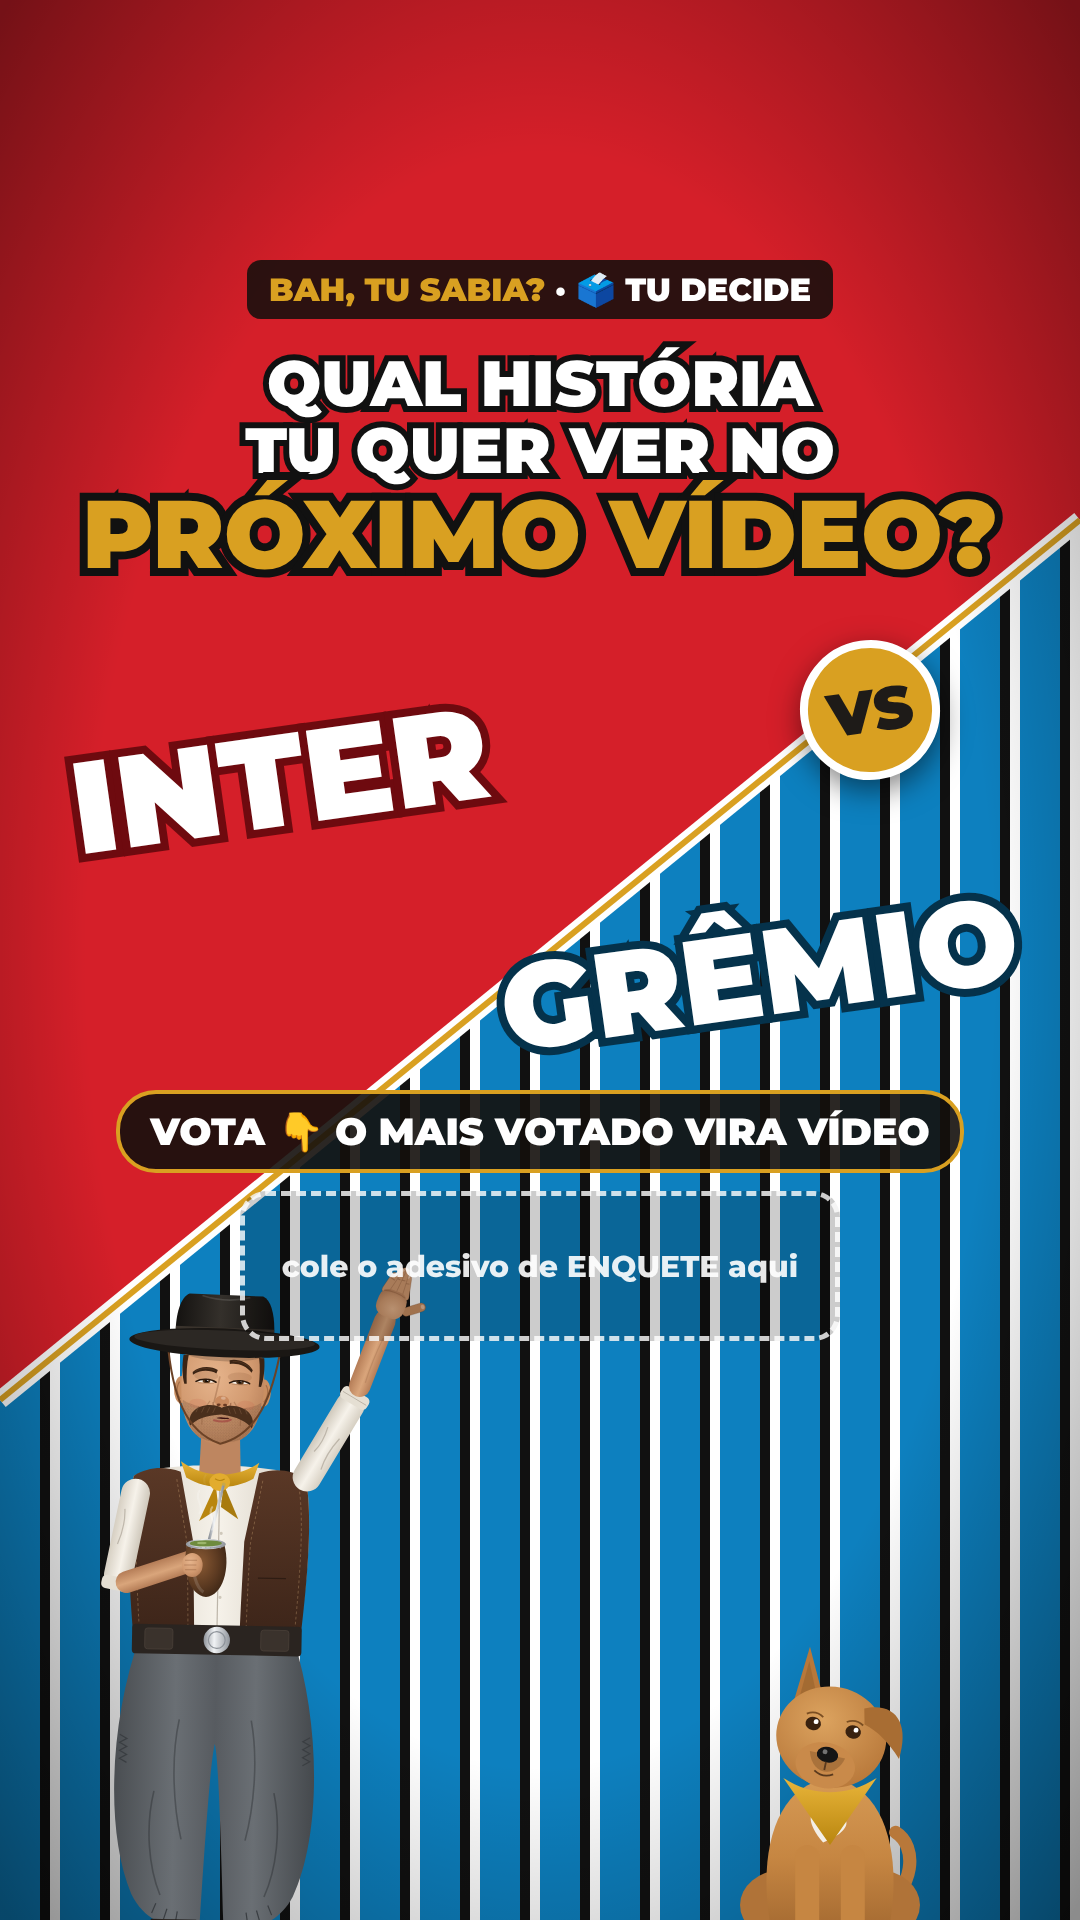 BAH, TU SABIA? • 🗳️ TU DECIDE
QUAL HISTÓRIA
TU QUER VER NO
PRÓXIMO VÍDEO?
VS
INTER
GRÊMIO
VOTA 👇 O MAIS VOTADO VIRA VÍDEO
cole o adesivo de ENQUETE aqui